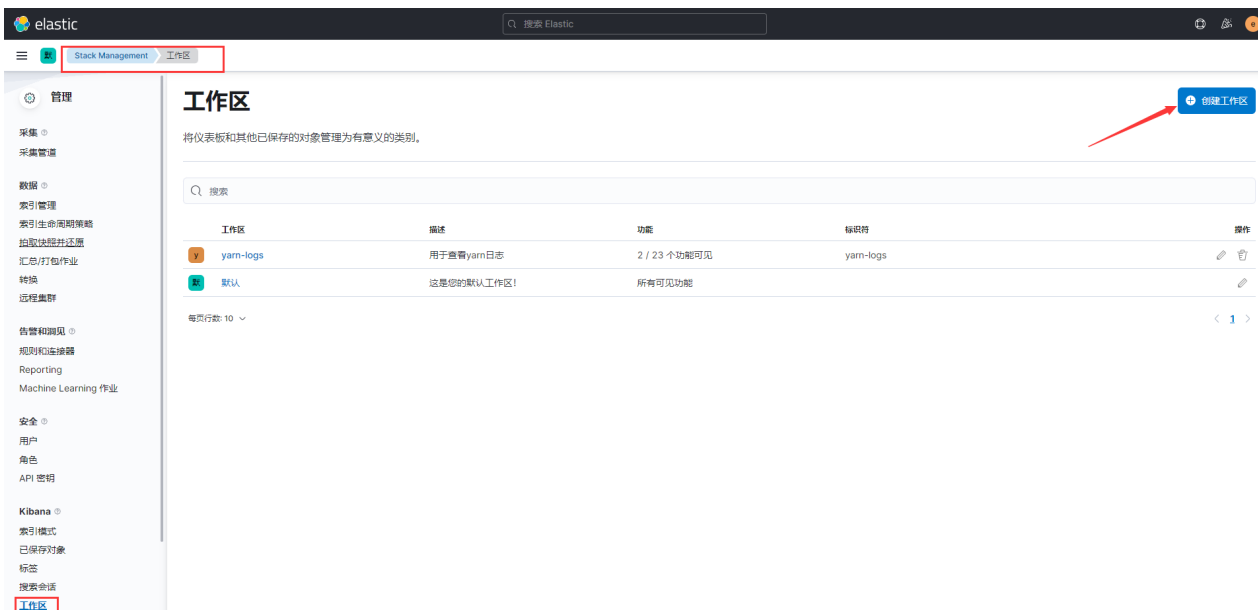 elastic
搜索 Elastic
e
默
Stack Management
工作区
管理
采集
采集管道
数据
索引管理
索引生命周期策略
拍取快照并还原
汇总/打包作业
转换
远程集群
告警和洞见
规则和连接器
Reporting
Machine Learning 作业
安全
用户
角色
API 密钥
Kibana
索引模式
已保存对象
标签
搜索会话
工作区
工作区
创建工作区
将仪表板和其他已保存的对象管理为有意义的类别。
搜索
工作区 描述 功能 标识符 操作
y yarn-logs 用于查看yarn日志 2 / 23 个功能可见 yarn-logs
默 默认 这是您的默认工作区! 所有可见功能
每页行数: 10
1